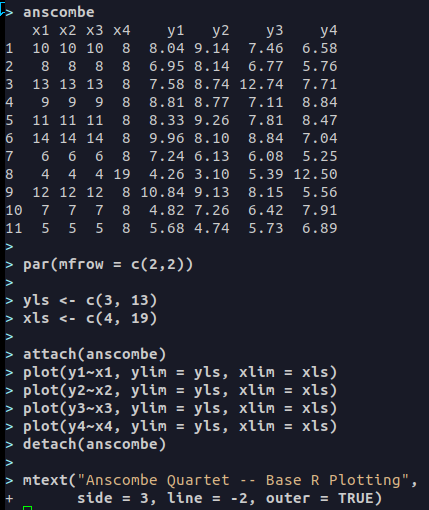 > anscombe
   x1 x2 x3 x4    y1   y2    y3    y4
1  10 10 10  8  8.04 9.14  7.46  6.58
2   8  8  8  8  6.95 8.14  6.77  5.76
3  13 13 13  8  7.58 8.74 12.74  7.71
4   9  9  9  8  8.81 8.77  7.11  8.84
5  11 11 11  8  8.33 9.26  7.81  8.47
6  14 14 14  8  9.96 8.10  8.84  7.04
7   6  6  6  8  7.24 6.13  6.08  5.25
8   4  4  4 19  4.26 3.10  5.39 12.50
9  12 12 12  8 10.84 9.13  8.15  5.56
10  7  7  7  8  4.82 7.26  6.42  7.91
11  5  5  5  8  5.68 4.74  5.73  6.89
>
> par(mfrow = c(2,2))
>
> yls <- c(3, 13)
> xls <- c(4, 19)
>
> attach(anscombe)
> plot(y1~x1, ylim = yls, xlim = xls)
> plot(y2~x2, ylim = yls, xlim = xls)
> plot(y3~x3, ylim = yls, xlim = xls)
> plot(y4~x4, ylim = yls, xlim = xls)
> detach(anscombe)
>
> mtext("Anscombe Quartet -- Base R Plotting",
+       side = 3, line = -2, outer = TRUE)